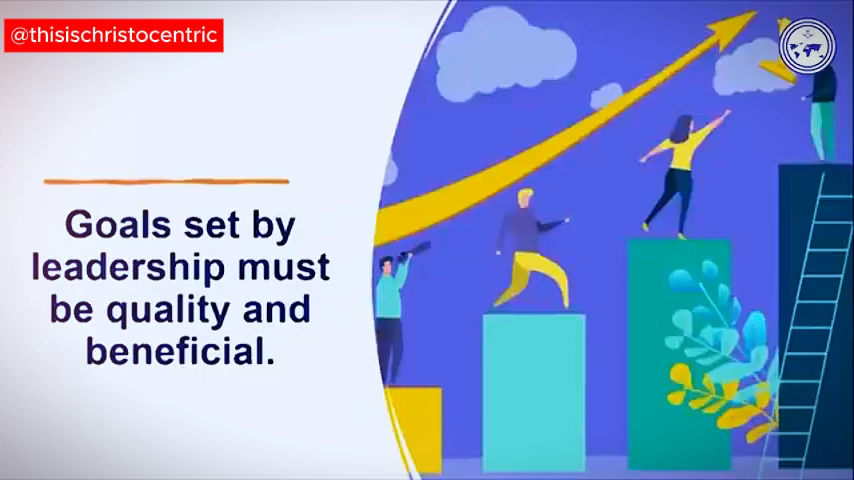 @thisischristocentric
Goals set by
leadership must
be quality and
beneficial.